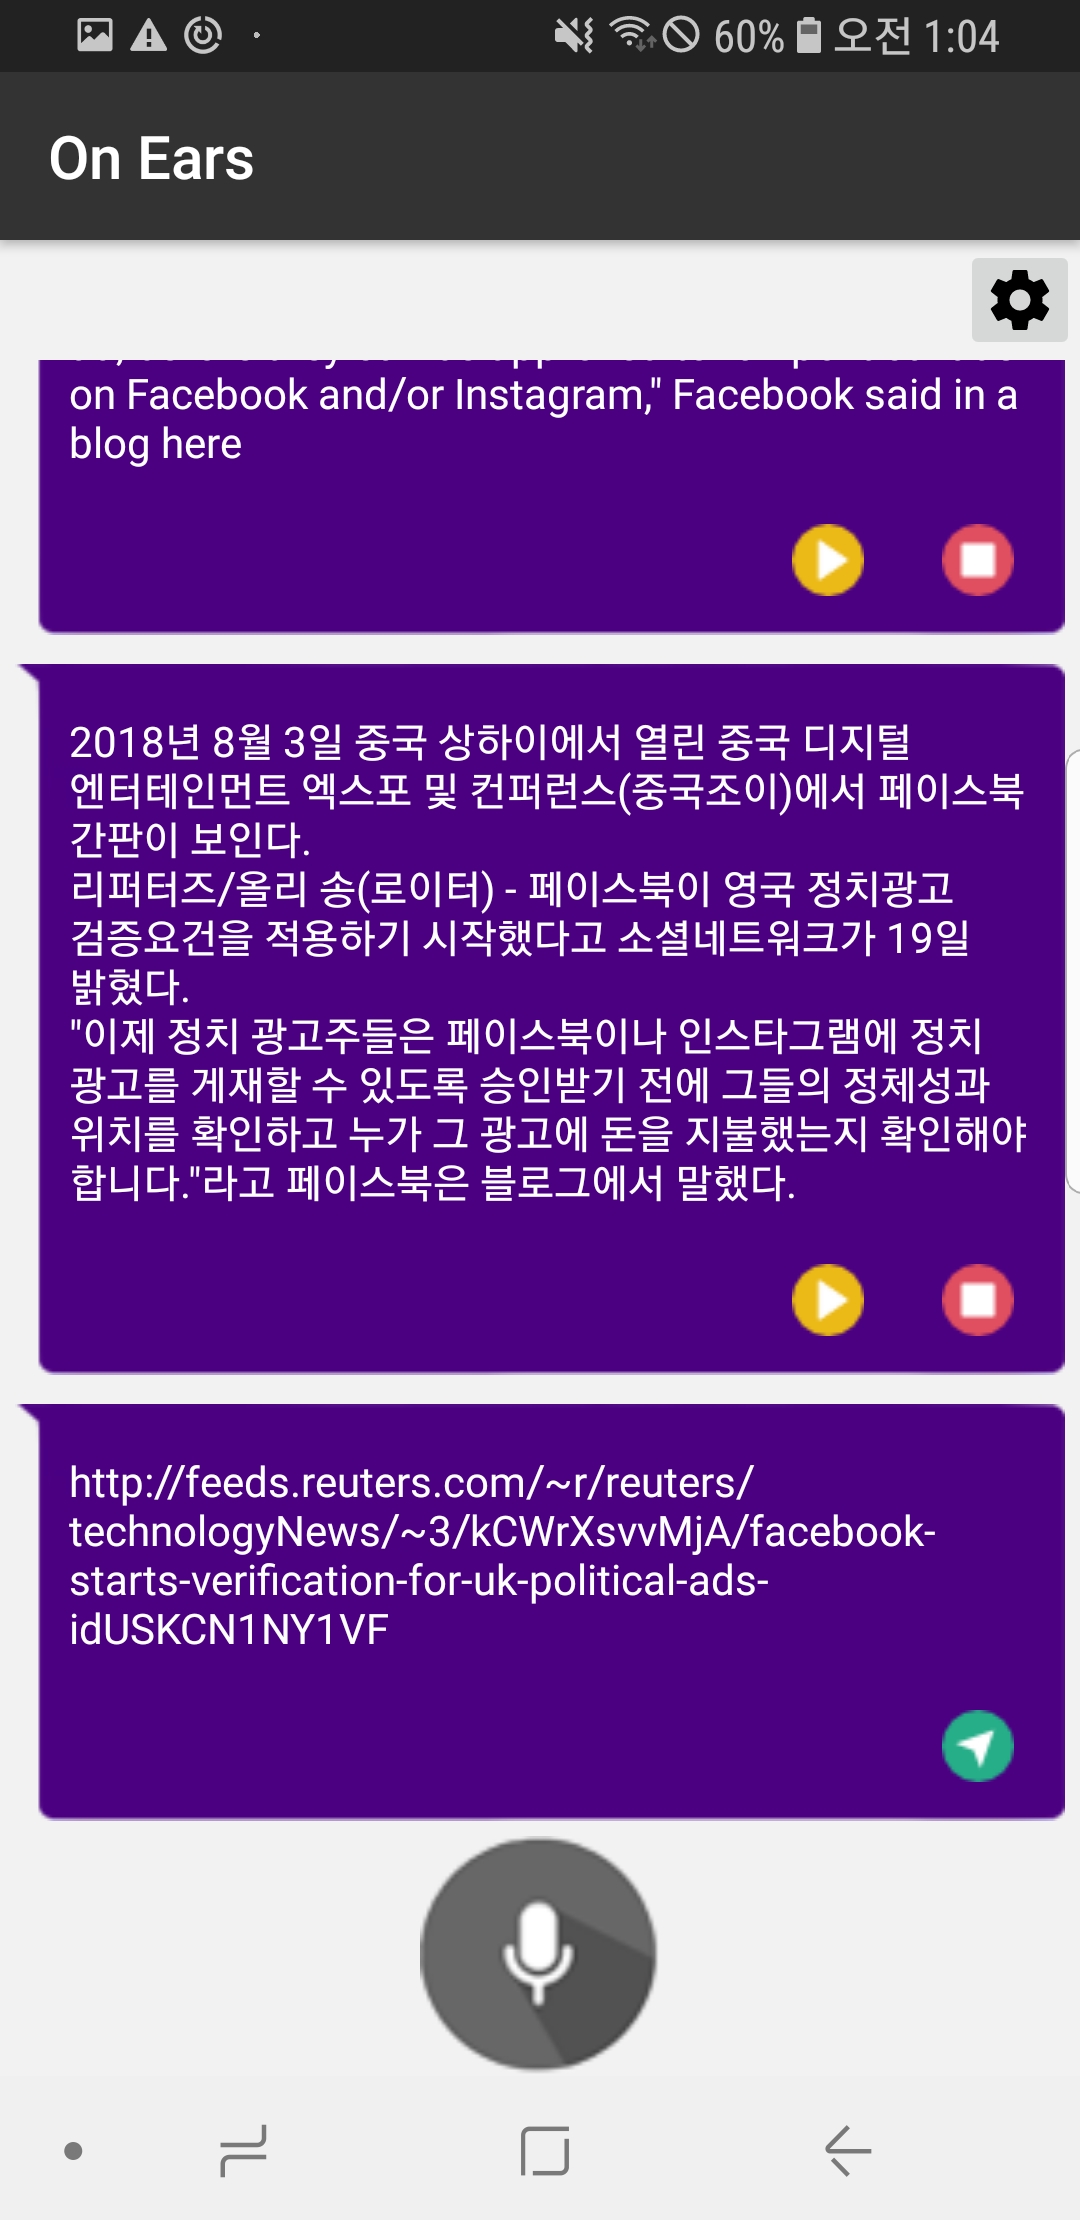 60% 오전 1:04
On Ears
on Facebook and/or Instagram," Facebook said in a
blog here
2018년 8월 3일 중국 상하이에서 열린 중국 디지털
엔터테인먼트 엑스포 및 컨퍼런스(중국조이)에서 페이스북
간판이 보인다.
리퍼터즈/올리 송(로이터) - 페이스북이 영국 정치광고
검증요건을 적용하기 시작했다고 소셜네트워크가 19일
밝혔다.
"이제 정치 광고주들은 페이스북이나 인스타그램에 정치
광고를 게재할 수 있도록 승인받기 전에 그들의 정체성과
위치를 확인하고 누가 그 광고에 돈을 지불했는지 확인해야
합니다."라고 페이스북은 블로그에서 말했다.
http://feeds.reuters.com/~r/reuters/
technologyNews/~3/kCWrXsvvMjA/facebook-
starts-verification-for-uk-political-ads-
idUSKCN1NY1VF